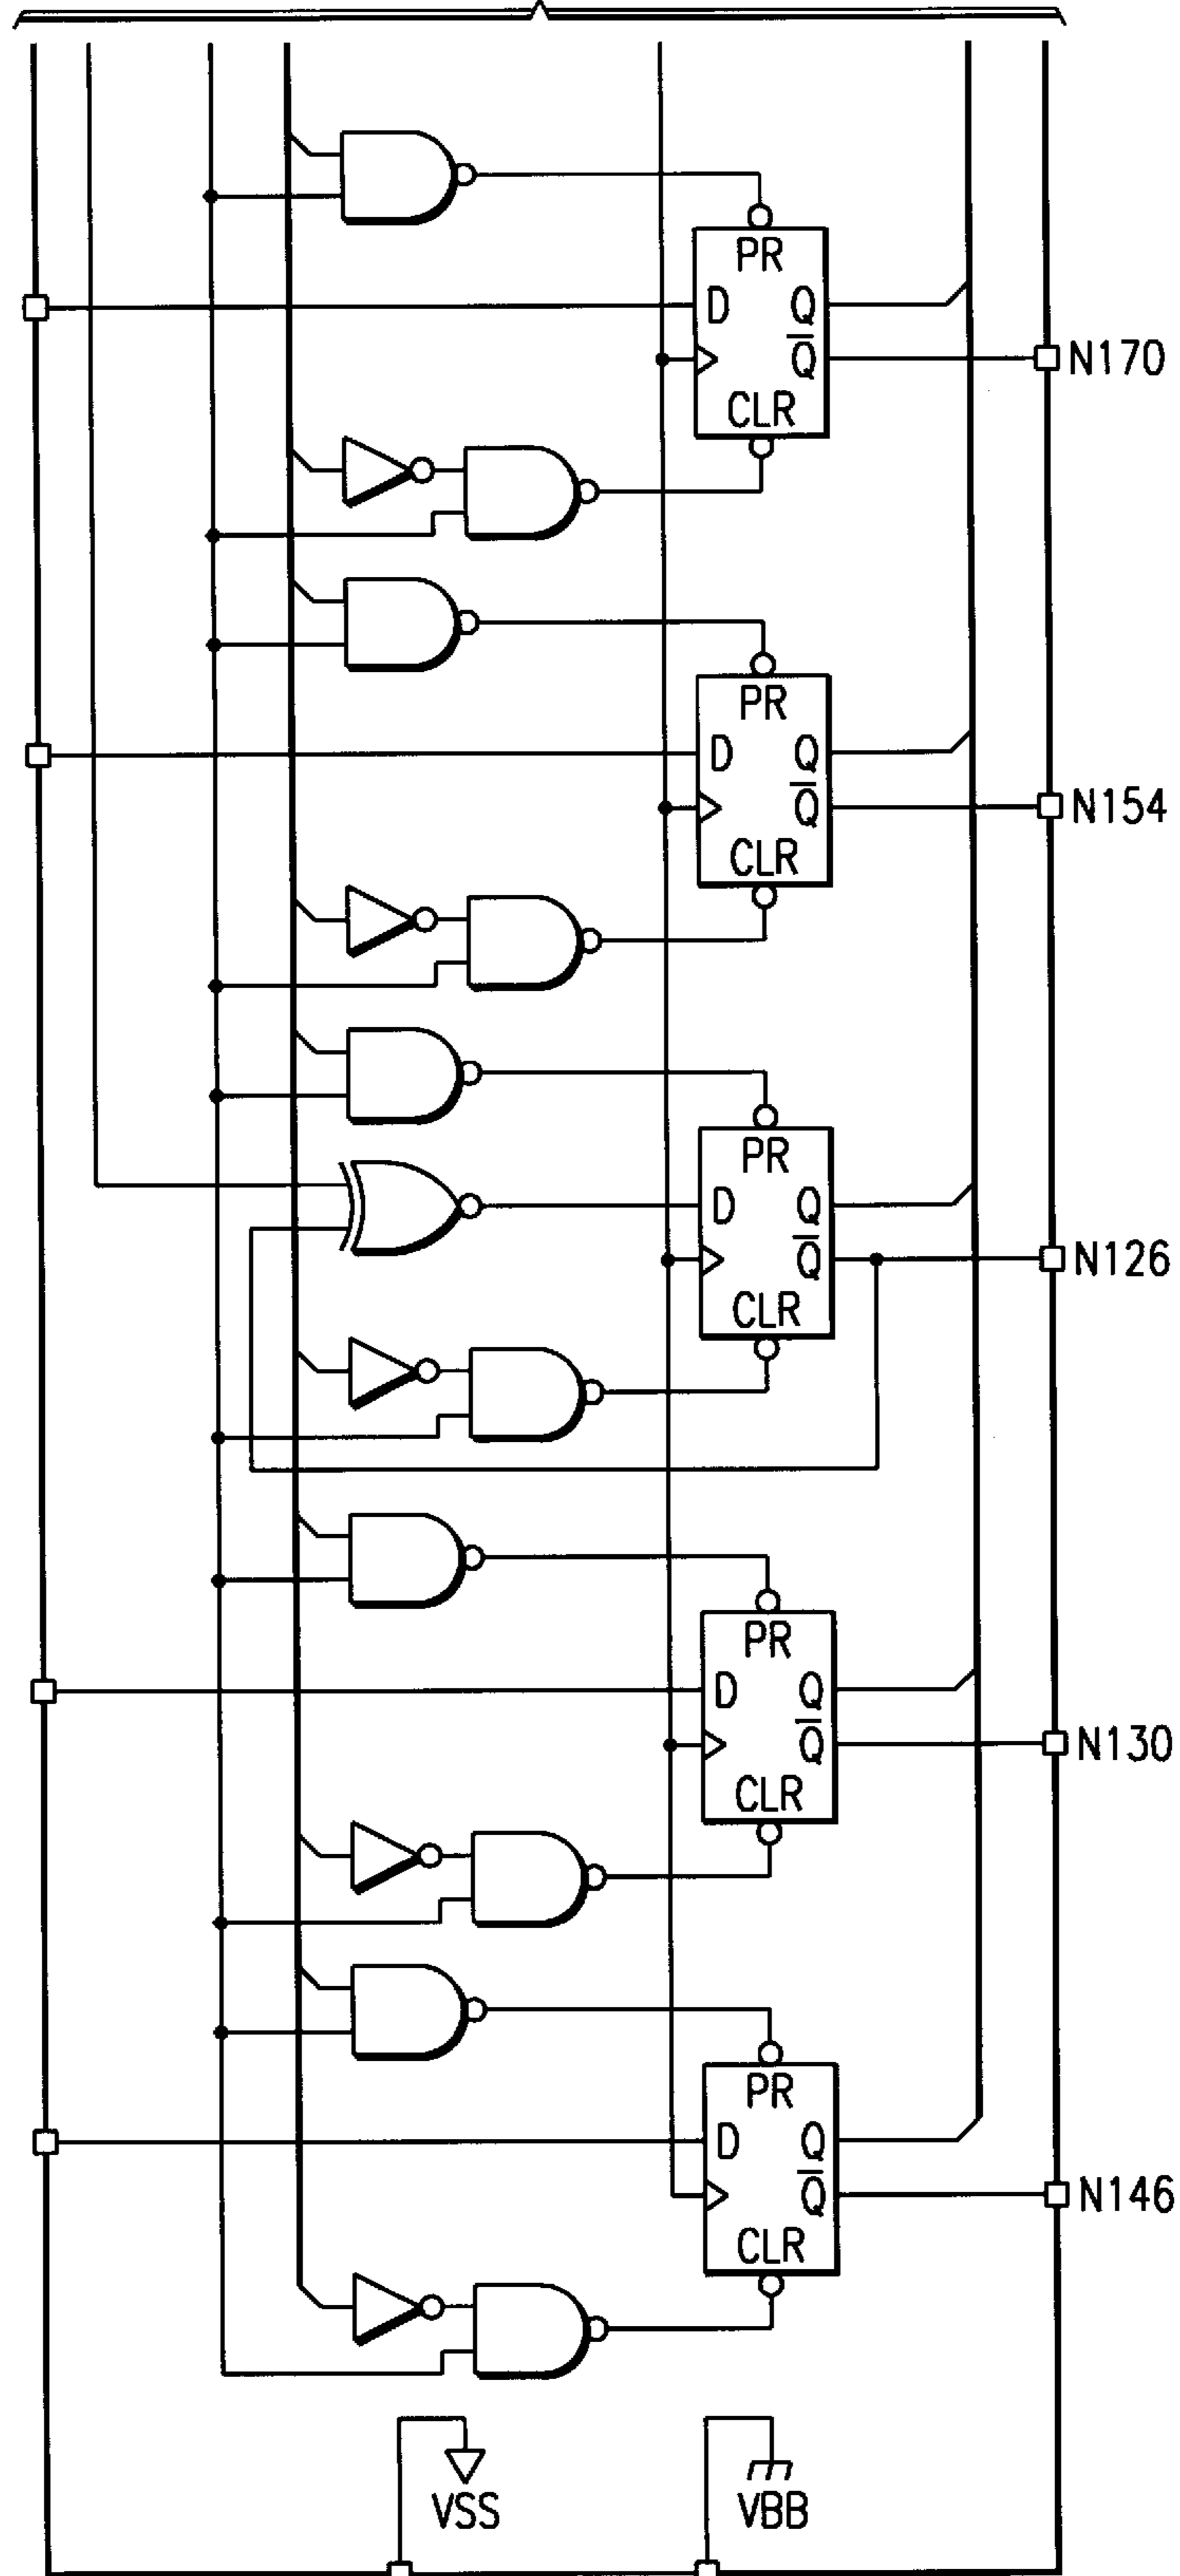 PR
D Q
Q̅ N170
CLR
PR
D Q
Q̅ N154
CLR
PR
D Q
Q̅ N126
CLR
PR
D Q
Q̅ N130
CLR
PR
D Q
Q̅ N146
CLR
VSS VBB